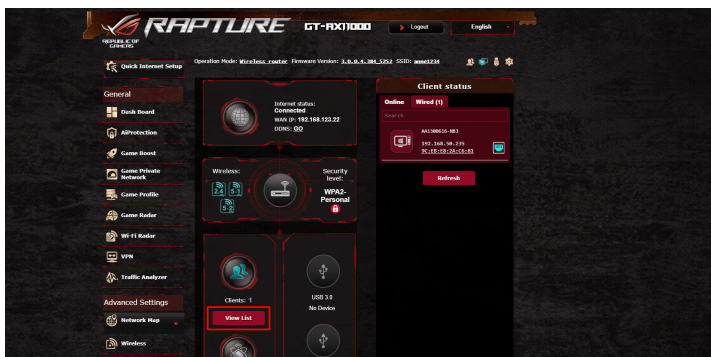 REPUBLIC OF
GAMERS
RAPTURE
GT-AX11000
Logout
English
Quick Internet Setup
Operation Mode: Wireless router Firmware Version: 3.0.0.4.384_5252 SSID: anne1234
General
Dash Board
AiProtection
Game Boost
Game Private
Network
Game Profile
Game Radar
Wi-Fi Radar
VPN
Traffic Analyzer
Advanced Settings
Network Map
Wireless
Internet status:
Connected
WAN IP: 192.168.123.22
DDNS: GO
Wireless:
2.4
5-1
5-2
Security
level:
WPA2-
Personal
Clients: 1
View List
USB 3.0
No Device
Client status
Online
Wired (1)
Search
AA1300616-NB3
192.168.50.235
Refresh